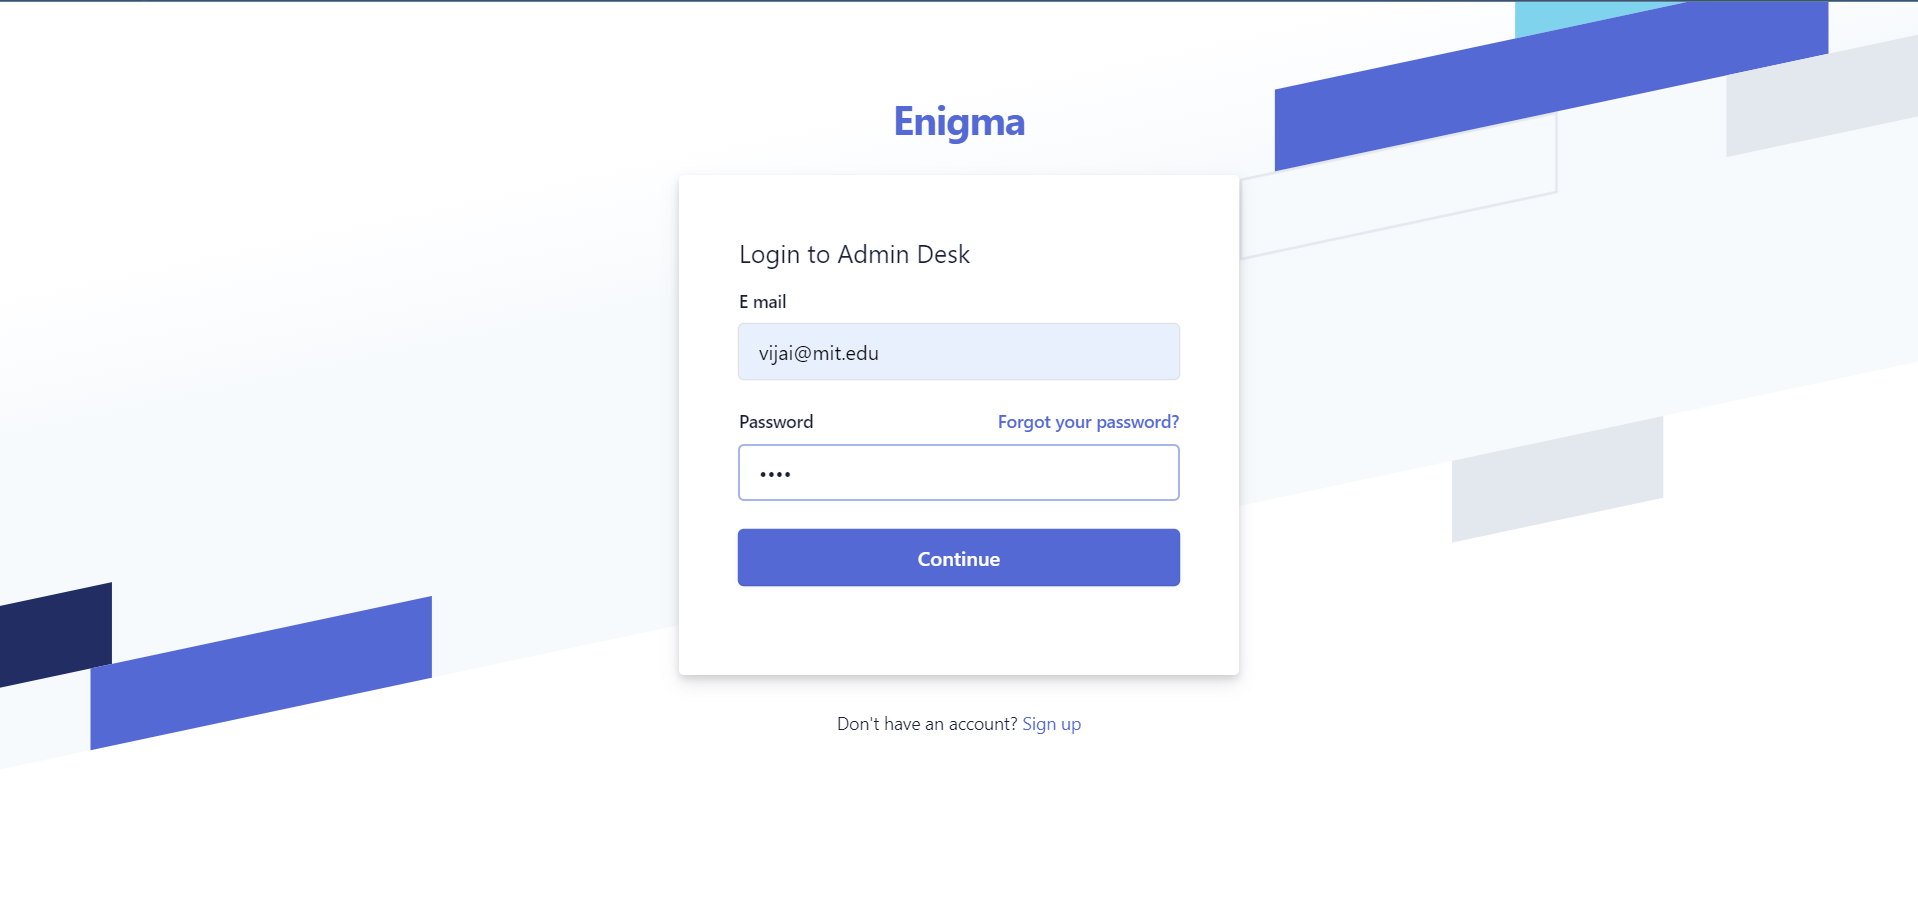 Enigma
Login to Admin Desk
E mail
vijai@mit.edu
Password Forgot your password?
••••
Continue
Don't have an account? Sign up